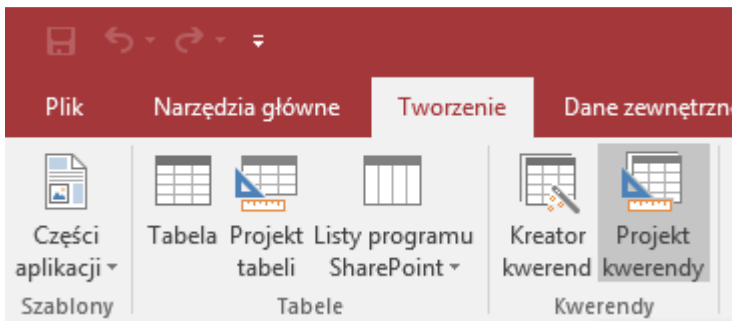 Plik Narzędzia główne Tworzenie Dane zewnętrzn
Części aplikacji
Tabela
Projekt tabeli
Listy programu SharePoint
Kreator kwerend
Projekt kwerendy
Szablony Tabele Kwerendy